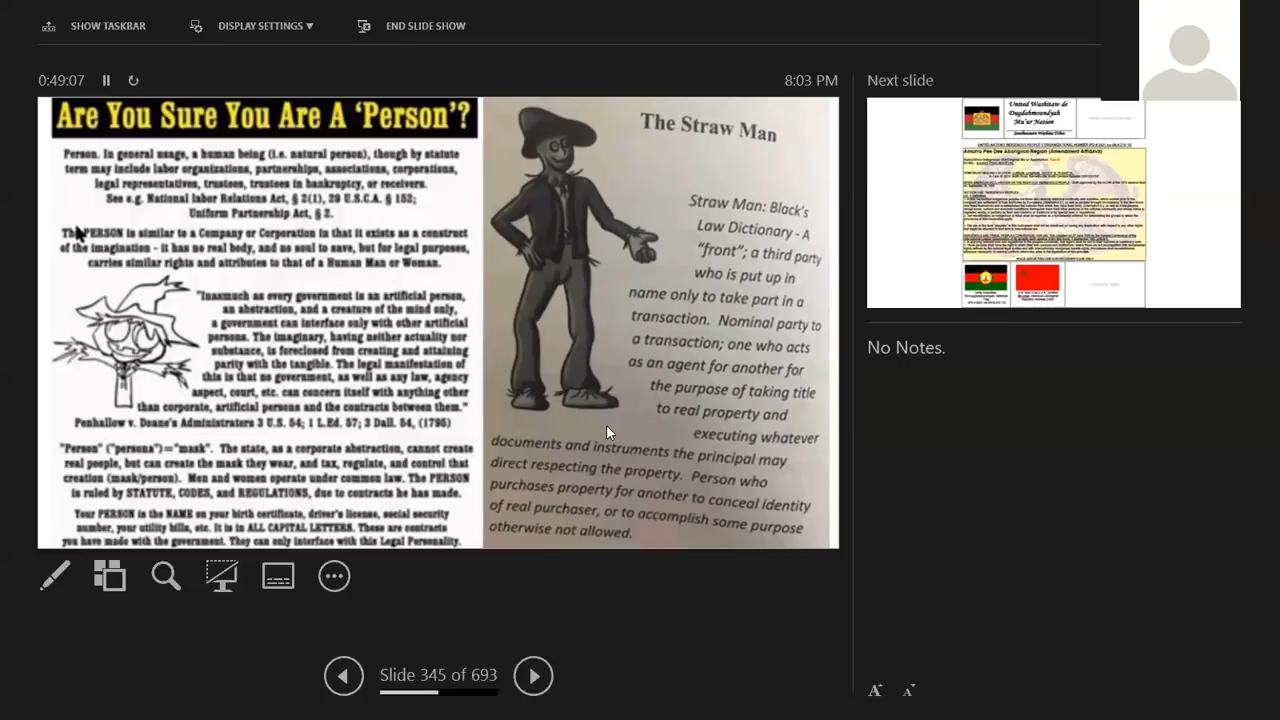 SHOW TASKBAR
DISPLAY SETTINGS ▼
END SLIDE SHOW
0:49:07
8:03 PM
Next slide
Are You Sure You Are A ‘Person’?
Person. In general usage, a human being (i.e. natural person), though by statute
term may include labor organizations, partnerships, associations, corporations,
legal representatives, trustees, trustees in bankruptcy, or receivers.
See e.g. National labor Relations Act, § 2(1), 29 U.S.C.A. § 152;
Uniform Partnership Act, § 2.
PERSON is similar to a Company or construct
of the imagination - it has no real body, and purposes,
carries similar rights and attributes to that of a human Man or Woman.
"Inasmuch as every government is an artificial person,
an abstraction, and a creature of the mind only,
a government can interface only with other artificial
persons. The imaginary, having neither actuality nor
substance, is foreclosed from creating and attaining
parity with the tangible. The legal manifestation of
this is that no government, as well as any law, agency
aspect, court, etc. can concern itself with anything other
than corporate, artificial persons and the contracts between them."
Penhallow v. Doane's Administraters 3 U.S. 54; 1 L.Ed. 57; 3 Dall. 54, (1795)
"Person" ("persona")="mask". The state, as a corporate abstraction, cannot create
real people, but can create the mask they wear, and tax, regulate, and control that
creation (mask/person). Men and women operate under common law. The PERSON
is ruled by STATUTE, CODES, and REGULATIONS, due to contracts he has made.
Your PERSON is the NAME on your birth certificate, driver's license, social security
number, your utility bills, etc. It is in ALL CAPITAL LETTERS. These are contracts
you have made with the government. They can only interface with this Legal Personality.
The Straw Man
Straw Man: Black's
Law Dictionary - A
"front"; a third party
who is put up in
name only to take part in a
transaction. Nominal party to
a transaction; one who acts
as an agent for another for
the purpose of taking title
to real property and
executing whatever
documents and instruments the principal may
direct respecting the property. Person who
purchases property for another to conceal identity
of real purchaser, or to accomplish some purpose
otherwise not allowed.
United Washitaw de
Dugdahmoundyah
Mu'ur Nation
No Notes.
Slide 345 of 693
A
A